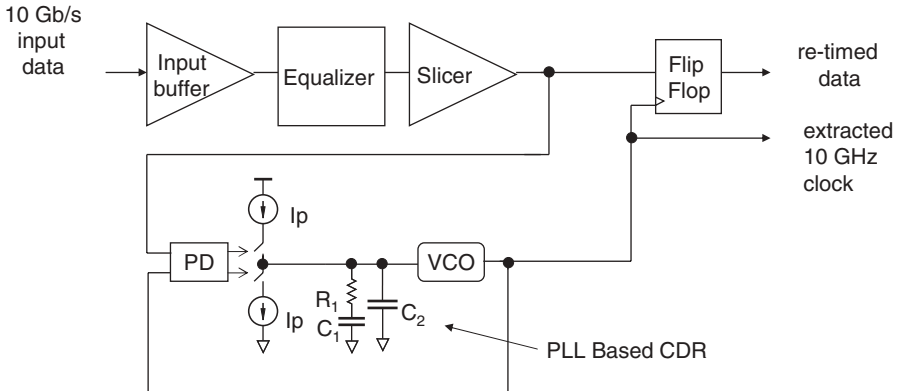 10 Gb/s
input
data
Input
buffer
Equalizer
Slicer
Flip
Flop
re-timed
data
extracted
10 GHz
clock
Ip
PD
VCO
R1
C1
C2
Ip
PLL Based CDR